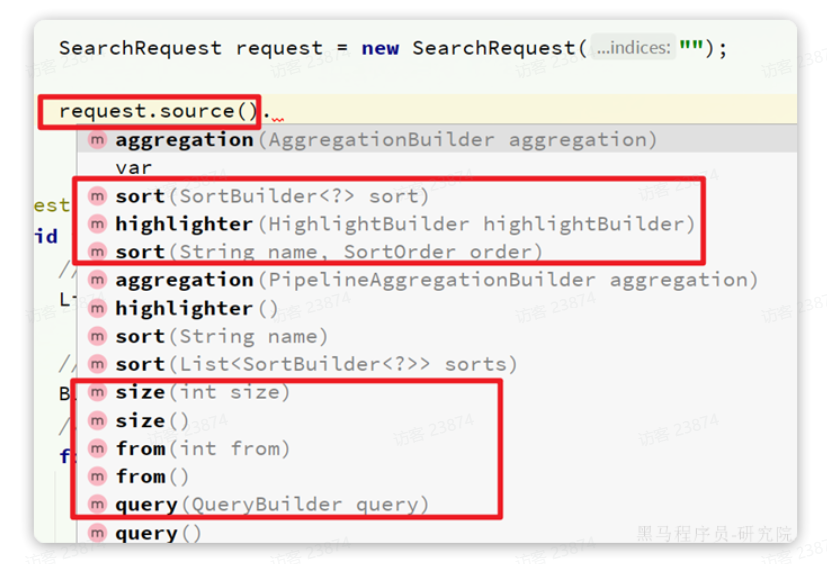 SearchRequest request = new SearchRequest( ...indices: "");
request.source().
m aggregation(AggregationBuilder aggregation)
var
m sort(SortBuilder<?> sort)
est
m highlighter(HighlightBuilder highlightBuilder)
id
m sort(String name, SortOrder order)
//
m aggregation(PipelineAggregationBuilder aggregation)
L
m highlighter()
m sort(String name)
m sort(List<SortBuilder<?>> sorts)
//
m size(int size)
B
m size()
/
m from(int from)
f
m from()
m query(QueryBuilder query)
m query()
黑马程序员-研究院
访客 23874